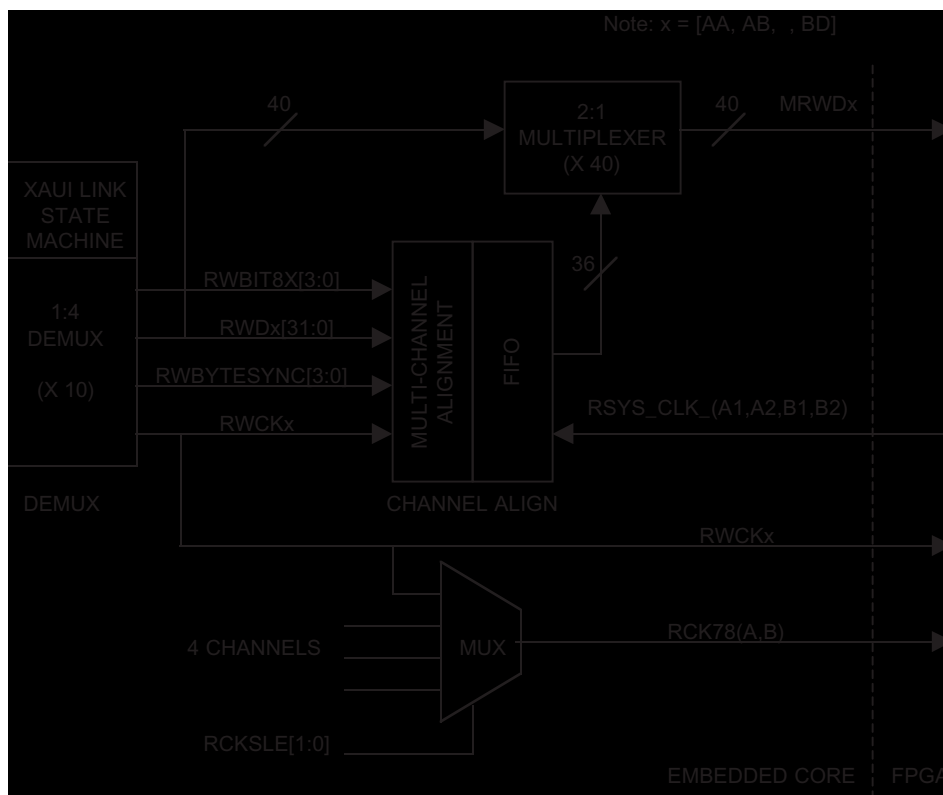 Note: x = [AA, AB, , BD]
40
2:1
MULTIPLEXER
(X 40)
40
MRWDx
XAUI LINK
STATE
MACHINE
36
RWBIT8X[3:0]
1:4
DEMUX
(X 10)
RWDx[31:0]
RWBYTESYNC[3:0]
RWCKx
MULTI-CHANNEL
ALIGNMENT
FIFO
RSYS_CLK_(A1,A2,B1,B2)
DEMUX
CHANNEL ALIGN
RWCKx
4 CHANNELS
MUX
RCK78(A,B)
RCKSLE[1:0]
EMBEDDED CORE
FPGA